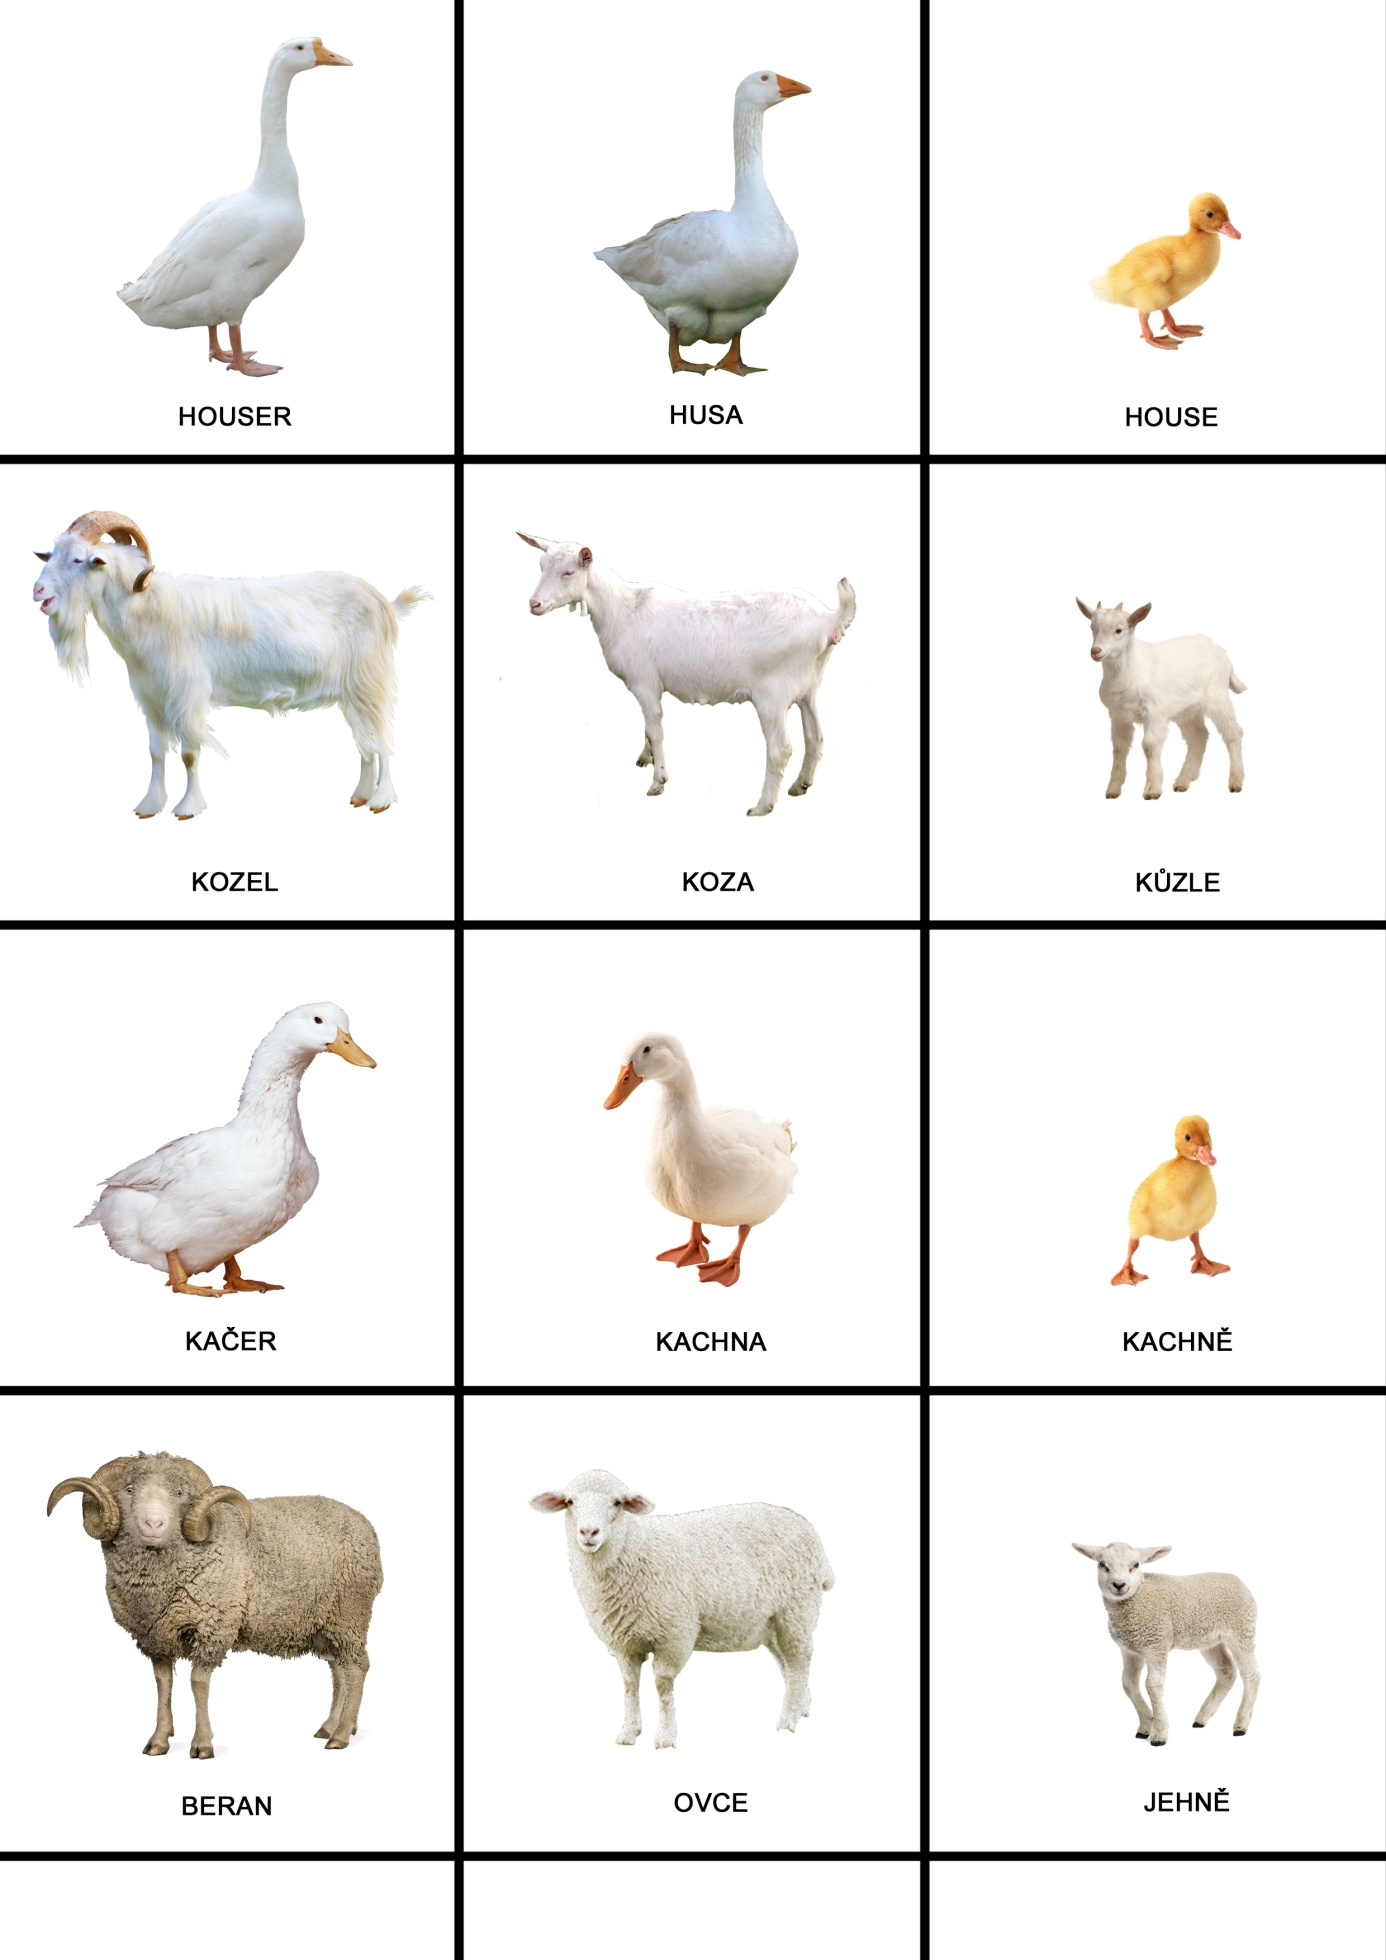 HOUSER
HUSA
HOUSE
KOZEL
KOZA
KŮZLE
KAČER
KACHNA
KACHNĚ
BERAN
OVCE
JEHNĚ